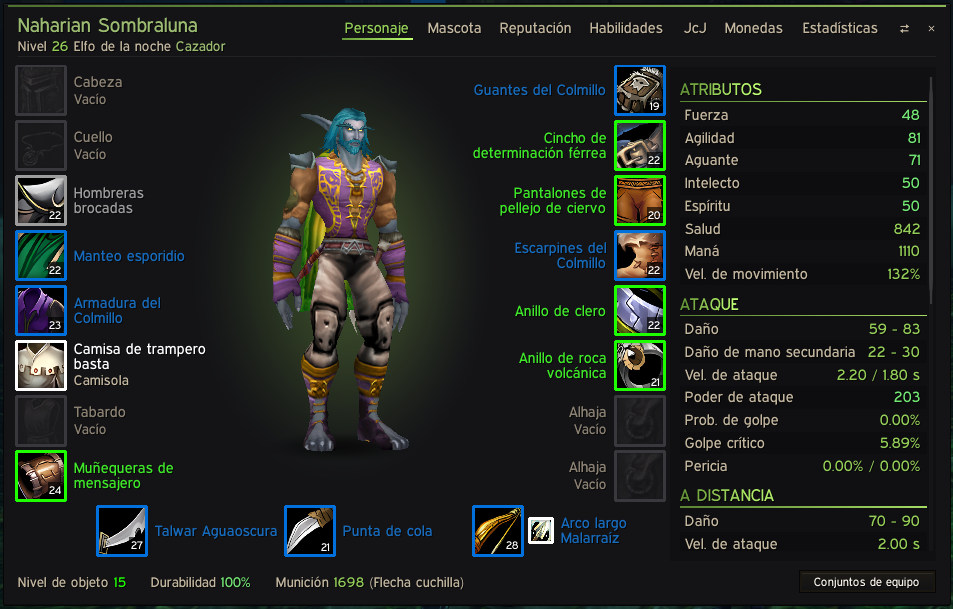 Naharian Sombraluna
Nivel 26 Elfo de la noche Cazador
Personaje Mascota Reputación Habilidades JcJ Monedas Estadísticas
Cabeza
Vacío
Cuello
Vacío
22
Hombreras
brocadas
22
Manteo esporidio
23
Armadura del
Colmillo
Camisa de trampero
basta
Camisola
Tabardo
Vacío
24
Muñequeras de
mensajero
Guantes del Colmillo
19
Cincho de
determinación férrea
22
Pantalones de
pellejo de ciervo
20
Escarpines del
Colmillo
22
Anillo de clero
22
Anillo de roca
volcánica
21
Alhaja
Vacío
Alhaja
Vacío
27
Talwar Aguaoscura
21
Punta de cola
28
Arco largo
Malarraíz
ATRIBUTOS
Fuerza 48
Agilidad 81
Aguante 71
Intelecto 50
Espíritu 50
Salud 842
Maná 1110
Vel. de movimiento 132%
ATAQUE
Daño 59 - 83
Daño de mano secundaria 22 - 30
Vel. de ataque 2.20 / 1.80 s
Poder de ataque 203
Prob. de golpe 0.00%
Golpe crítico 5.89%
Pericia 0.00% / 0.00%
A DISTANCIA
Daño 70 - 90
Vel. de ataque 2.00 s
Nivel de objeto 15 Durabilidad 100% Munición 1698 (Flecha cuchilla)
Conjuntos de equipo